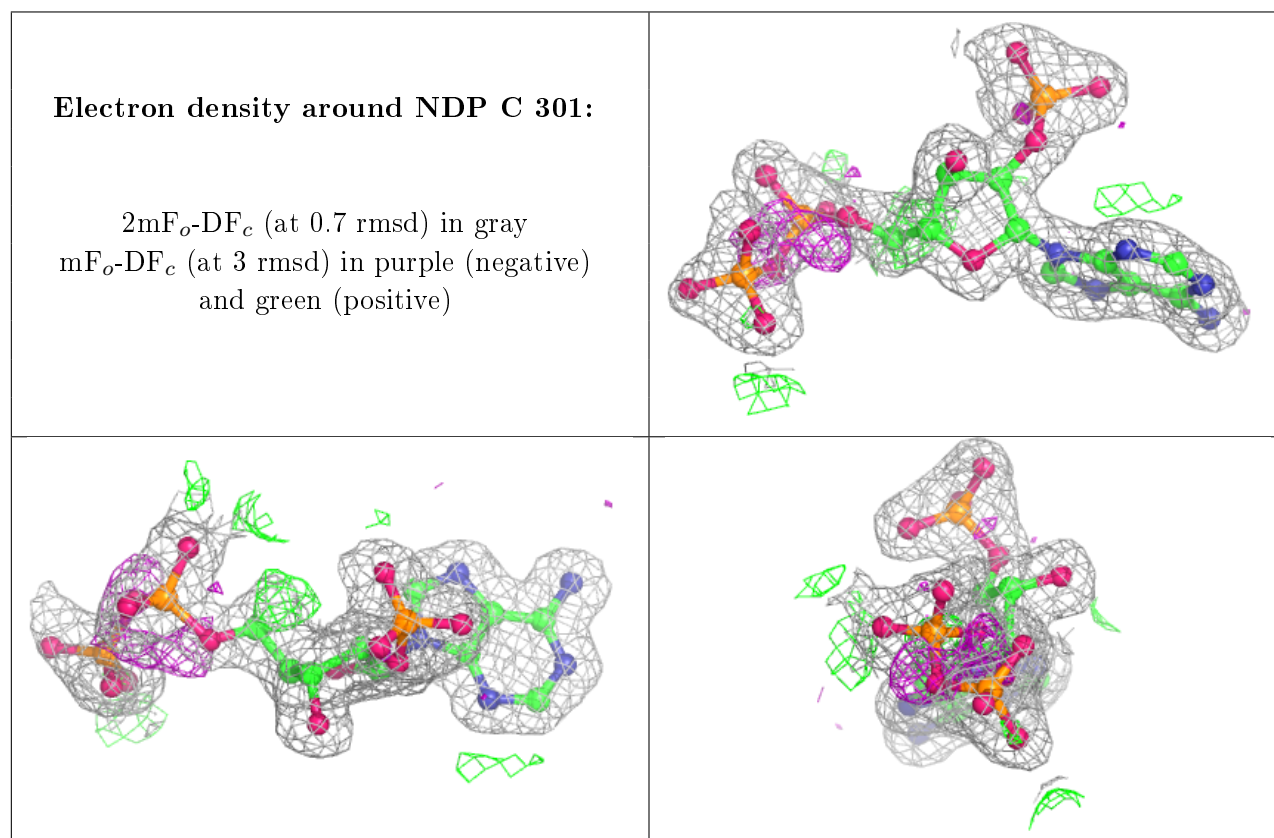 Electron density around NDP C 301:
2mFo-DFc (at 0.7 rmsd) in gray
mFo-DFc (at 3 rmsd) in purple (negative)
and green (positive)